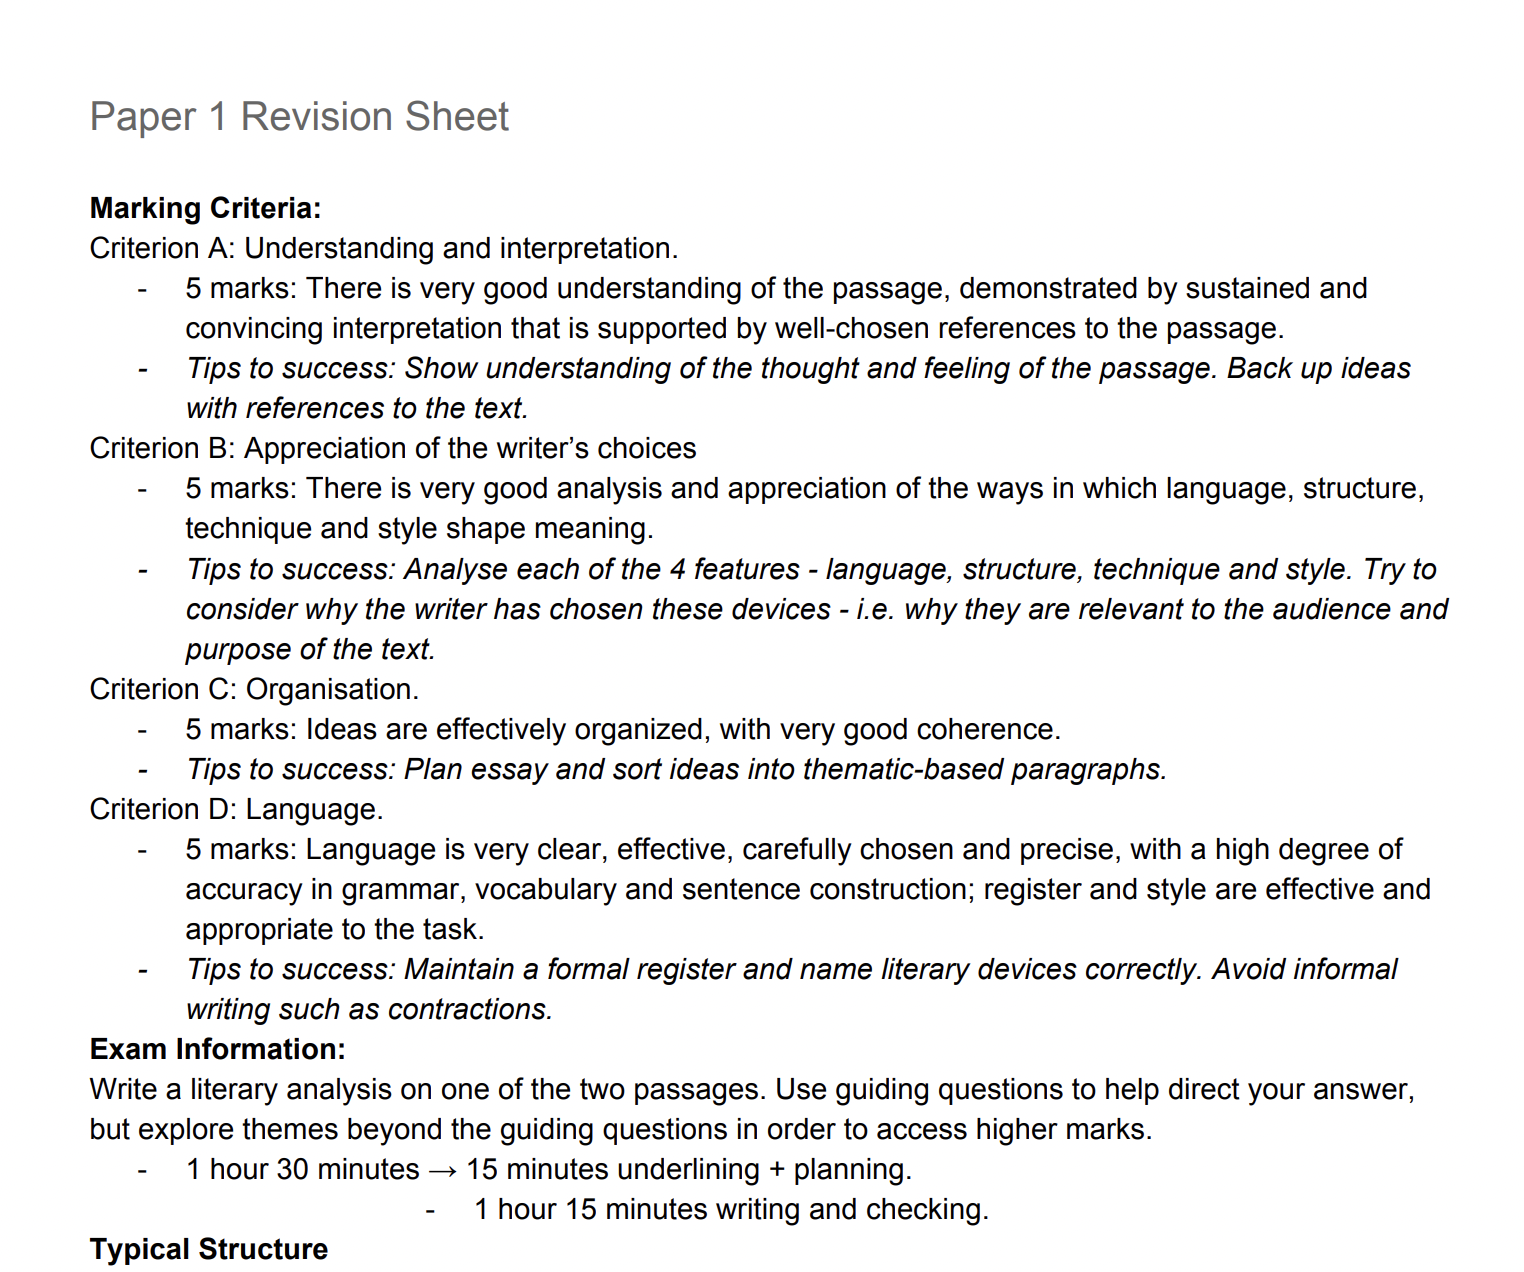 Paper 1 Revision Sheet
Marking Criteria:
Criterion A: Understanding and interpretation.
- 5 marks: There is very good understanding of the passage, demonstrated by sustained and
convincing interpretation that is supported by well-chosen references to the passage.
- Tips to success: Show understanding of the thought and feeling of the passage. Back up ideas
with references to the text.
Criterion B: Appreciation of the writer’s choices
- 5 marks: There is very good analysis and appreciation of the ways in which language, structure,
technique and style shape meaning.
- Tips to success: Analyse each of the 4 features - language, structure, technique and style. Try to
consider why the writer has chosen these devices - i.e. why they are relevant to the audience and
purpose of the text.
Criterion C: Organisation.
- 5 marks: Ideas are effectively organized, with very good coherence.
- Tips to success: Plan essay and sort ideas into thematic-based paragraphs.
Criterion D: Language.
- 5 marks: Language is very clear, effective, carefully chosen and precise, with a high degree of
accuracy in grammar, vocabulary and sentence construction; register and style are effective and
appropriate to the task.
- Tips to success: Maintain a formal register and name literary devices correctly. Avoid informal
writing such as contractions.
Exam Information:
Write a literary analysis on one of the two passages. Use guiding questions to help direct your answer,
but explore themes beyond the guiding questions in order to access higher marks.
- 1 hour 30 minutes → 15 minutes underlining + planning.
- 1 hour 15 minutes writing and checking.
Typical Structure